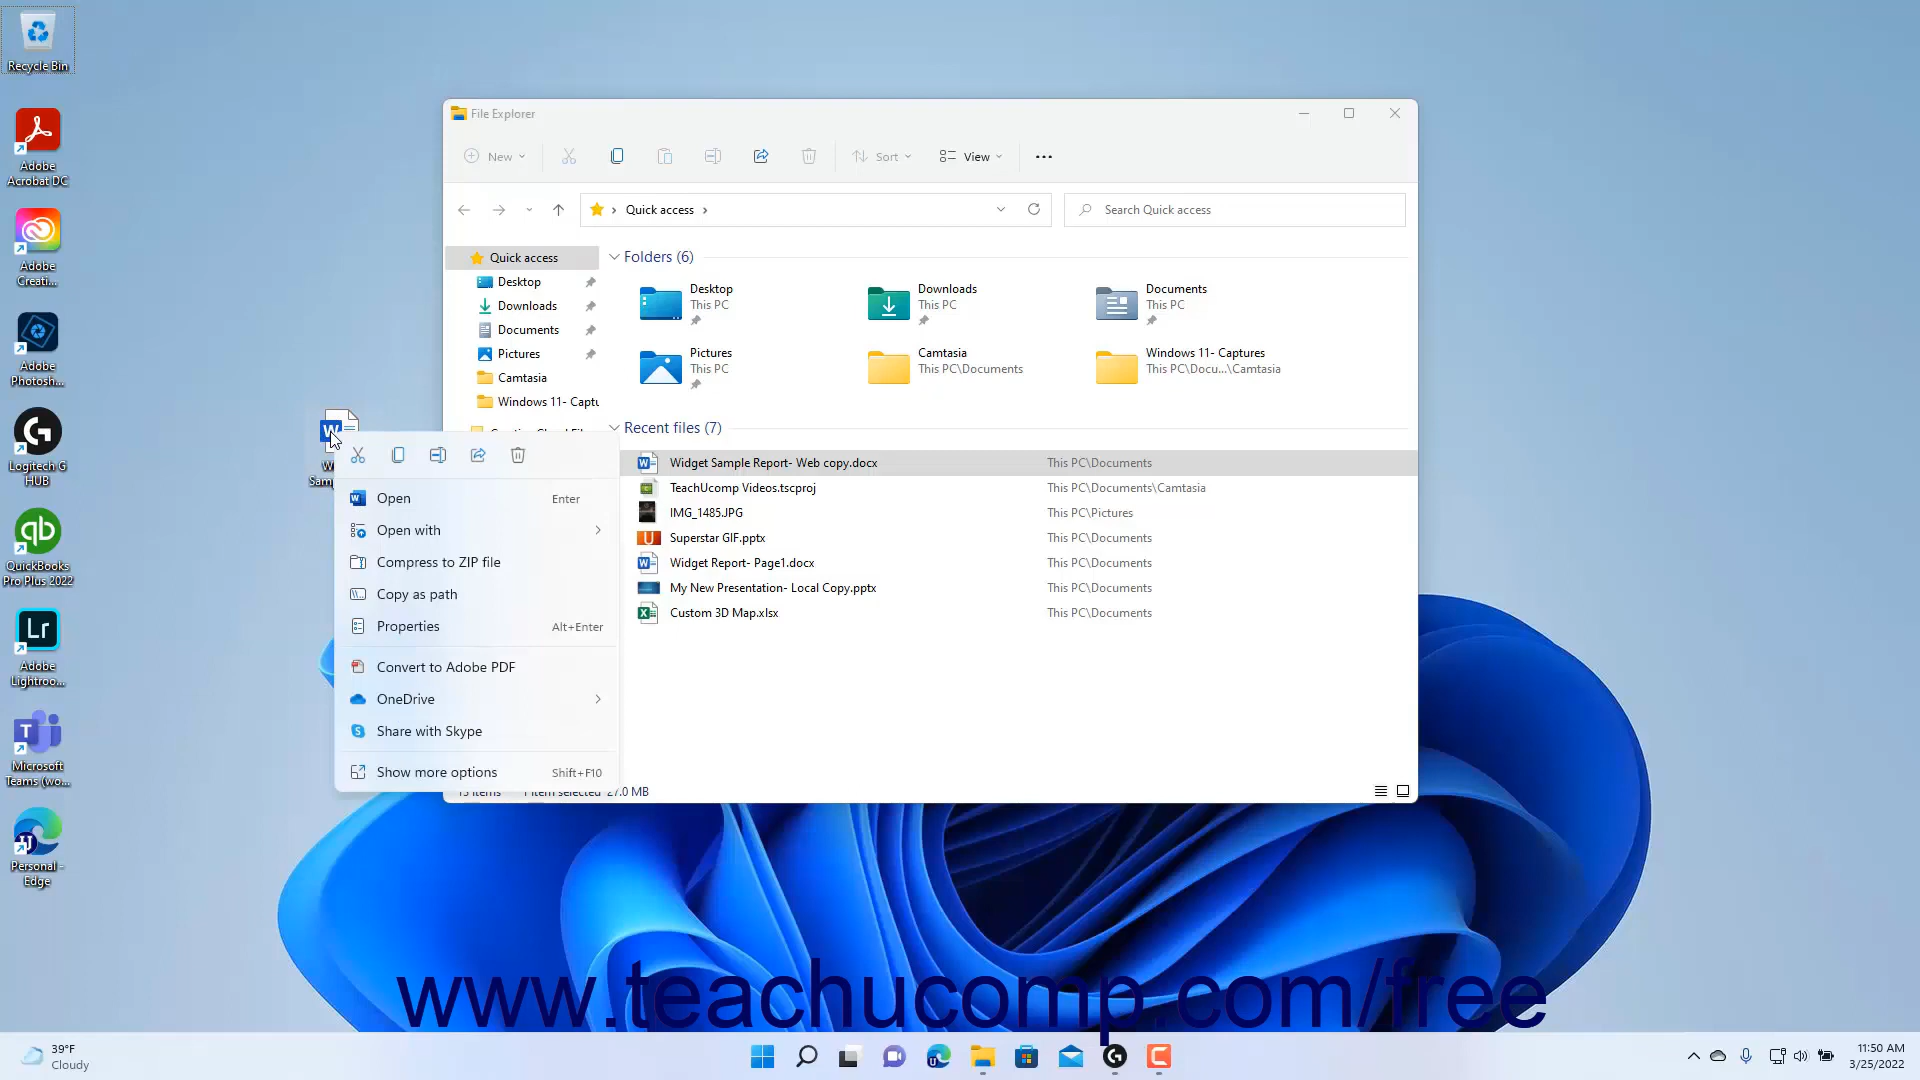 Recycle Bin
Adobe
Acrobat DC
Adobe
Creati...
Adobe
Photosh...
Logitech G
HUB
QuickBooks
Pro Plus 2022
Adobe
Lightroo...
Microsoft
Teams (wo...
Personal -
Edge
File Explorer
New
Sort
View
Quick access
Search Quick access
Quick access
Desktop
Downloads
Documents
Pictures
Camtasia
Windows 11- Captu
Folders (6)
Desktop
This PC
Downloads
This PC
Documents
This PC
Pictures
This PC
Camtasia
This PC\Documents
Windows 11- Captures
This PC\Docu...\Camtasia
Recent files (7)
Widget Sample Report- Web copy.docx This PC\Documents
TeachUcomp Videos.tscproj This PC\Documents\Camtasia
IMG_1485.JPG This PC\Pictures
Superstar GIF.pptx This PC\Documents
Widget Report- Page1.docx This PC\Documents
My New Presentation- Local Copy.pptx This PC\Documents
Custom 3D Map.xlsx This PC\Documents
Open Enter
Open with
Compress to ZIP file
Copy as path
Properties Alt+Enter
Convert to Adobe PDF
OneDrive
Share with Skype
Show more options Shift+F10
13 items 1 item selected 27.0 MB
www.teachucomp.com/free
39°F
Cloudy
11:50 AM
3/25/2022